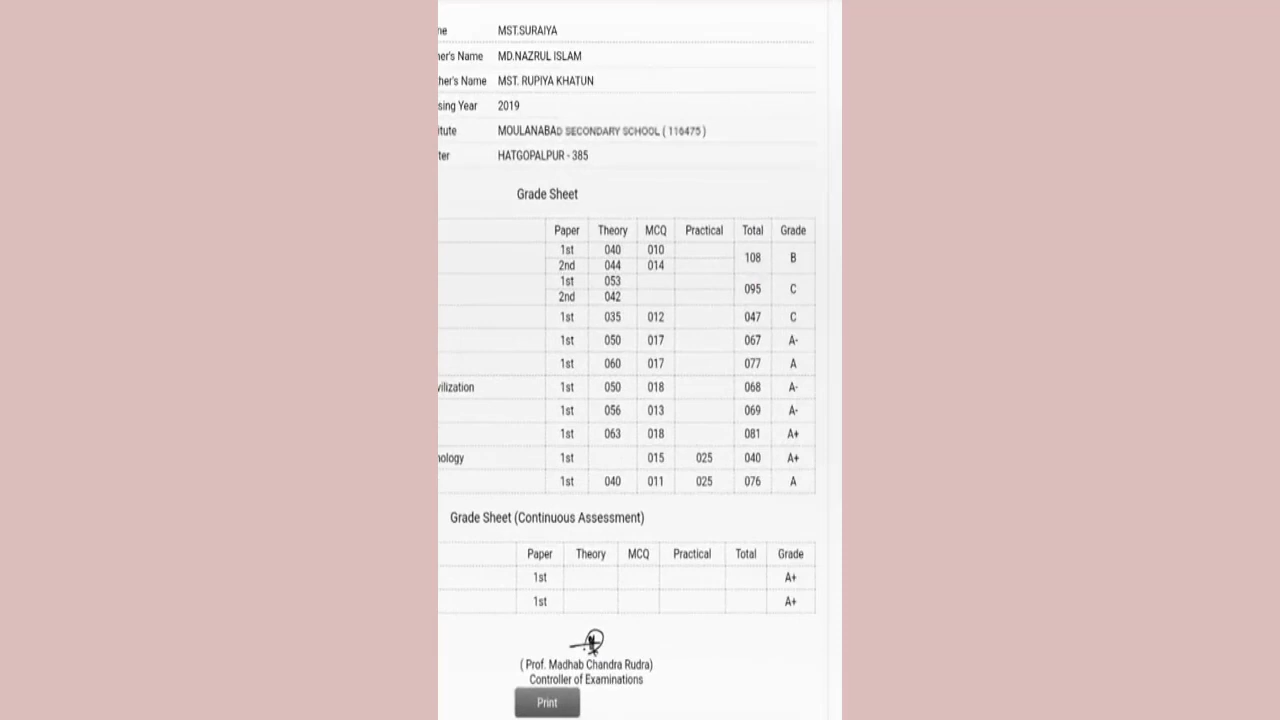 ne MST.SURAIYA
ner's Name MD.NAZRUL ISLAM
her's Name MST. RUPIYA KHATUN
sing Year 2019
itute MOULANABAD SECONDARY SCHOOL ( 116475 )
ter HATGOPALPUR - 385
Grade Sheet
Paper Theory MCQ Practical Total Grade
1st 040 010
108 B
2nd 044 014
1st 053
095 C
2nd 042
1st 035 012 047 C
1st 050 017 067 A-
1st 060 017 077 A
vilization 1st 050 018 068 A-
1st 056 013 069 A-
1st 063 018 081 A+
nology 1st 015 025 040 A+
1st 040 011 025 076 A
Grade Sheet (Continuous Assessment)
Paper Theory MCQ Practical Total Grade
1st A+
1st A+
( Prof. Madhab Chandra Rudra)
Controller of Examinations
Print